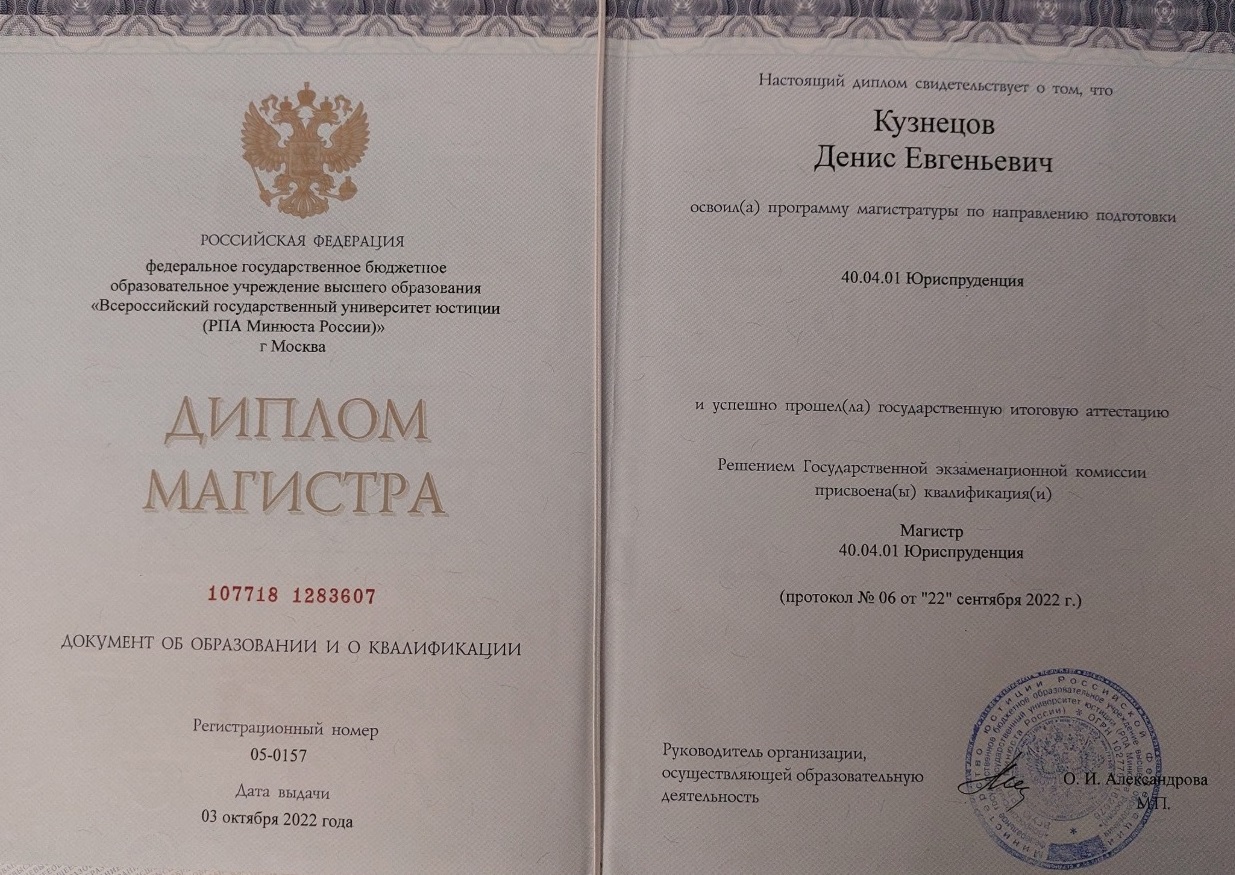 РОССИЙСКАЯ ФЕДЕРАЦИЯ
федеральное государственное бюджетное
образовательное учреждение высшего образования
«Всероссийский государственный университет юстиции
(РПА Минюста России)»
г Москва
ДИПЛОМ
МАГИСТРА
107718 1283607
ДОКУМЕНТ ОБ ОБРАЗОВАНИИ И О КВАЛИФИКАЦИИ
Регистрационный номер
05-0157
Дата выдачи
03 октября 2022 года
Настоящий диплом свидетельствует о том, что
Кузнецов
Денис Евгеньевич
освоил(а) программу магистратуры по направлению подготовки
40.04.01 Юриспруденция
и успешно прошел(ла) государственную итоговую аттестацию
Решением Государственной экзаменационной комиссии
присвоена(ы) квалификация(и)
Магистр
40.04.01 Юриспруденция
(протокол № 06 от "22" сентября 2022 г.)
Руководитель организации,
осуществляющей образовательную
деятельность
О. И. Александрова
М.П.